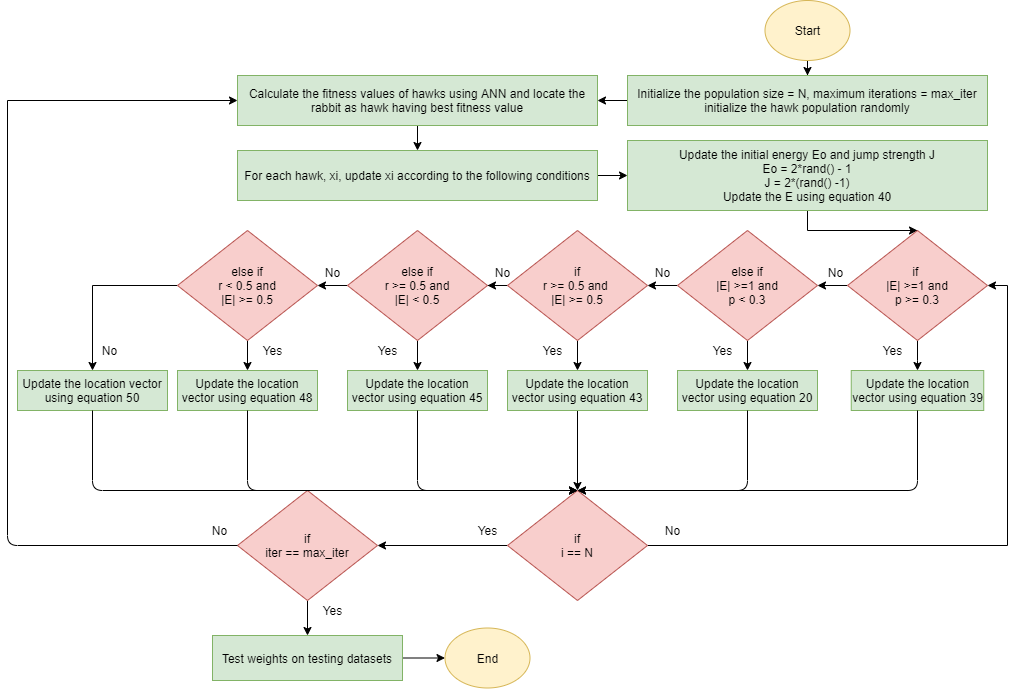 Start
Initialize the population size = N, maximum iterations = max_iter
initialize the hawk population randomly
Calculate the fitness values of hawks using ANN and locate the
rabbit as hawk having best fitness value
For each hawk, xi, update xi according to the following conditions
Update the initial energy Eo and jump strength J
Eo = 2*rand() - 1
J = 2*(rand() -1)
Update the E using equation 40
if
|E| >=1 and
p >= 0.3
No
else if
|E| >=1 and
p < 0.3
No
if
r >= 0.5 and
|E| >= 0.5
No
else if
r >= 0.5 and
|E| < 0.5
No
else if
r < 0.5 and
|E| >= 0.5
No
Yes
Yes
Yes
Yes
Yes
Update the location vector
using equation 50
Update the location
vector using equation 48
Update the location
vector using equation 45
Update the location
vector using equation 43
Update the location
vector using equation 20
Update the location
vector using equation 39
if
i == N
No
Yes
if
iter == max_iter
No
Yes
Test weights on testing datasets
End